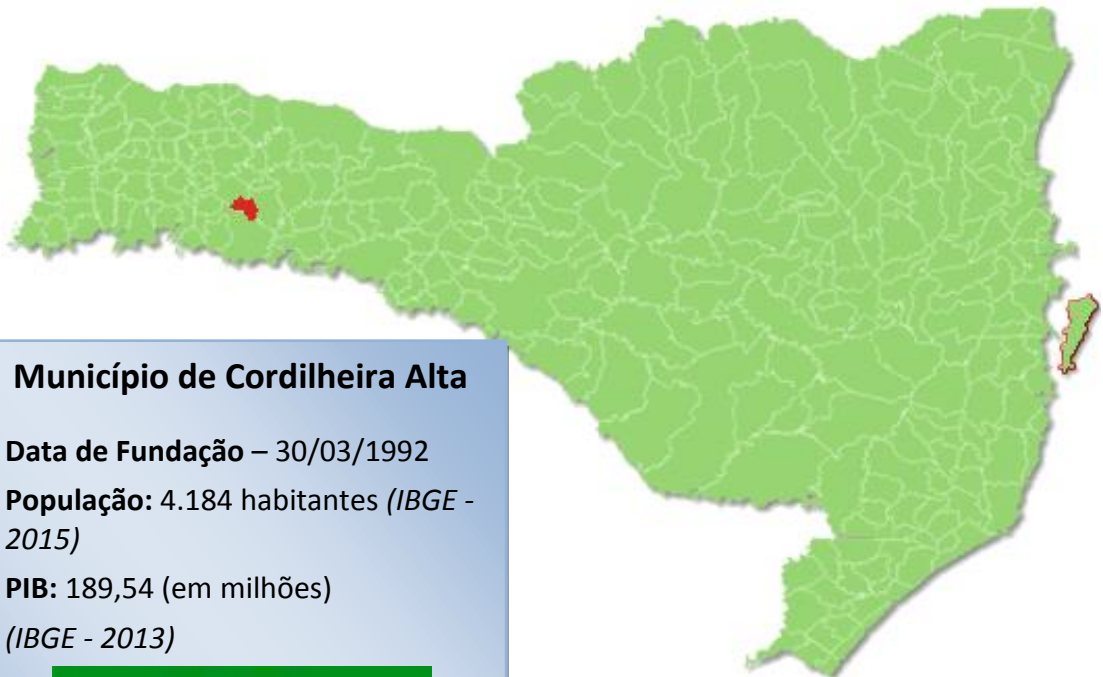 Município de Cordilheira Alta
Data de Fundação – 30/03/1992
População: 4.184 habitantes (IBGE -
2015)
PIB: 189,54 (em milhões)
(IBGE - 2013)